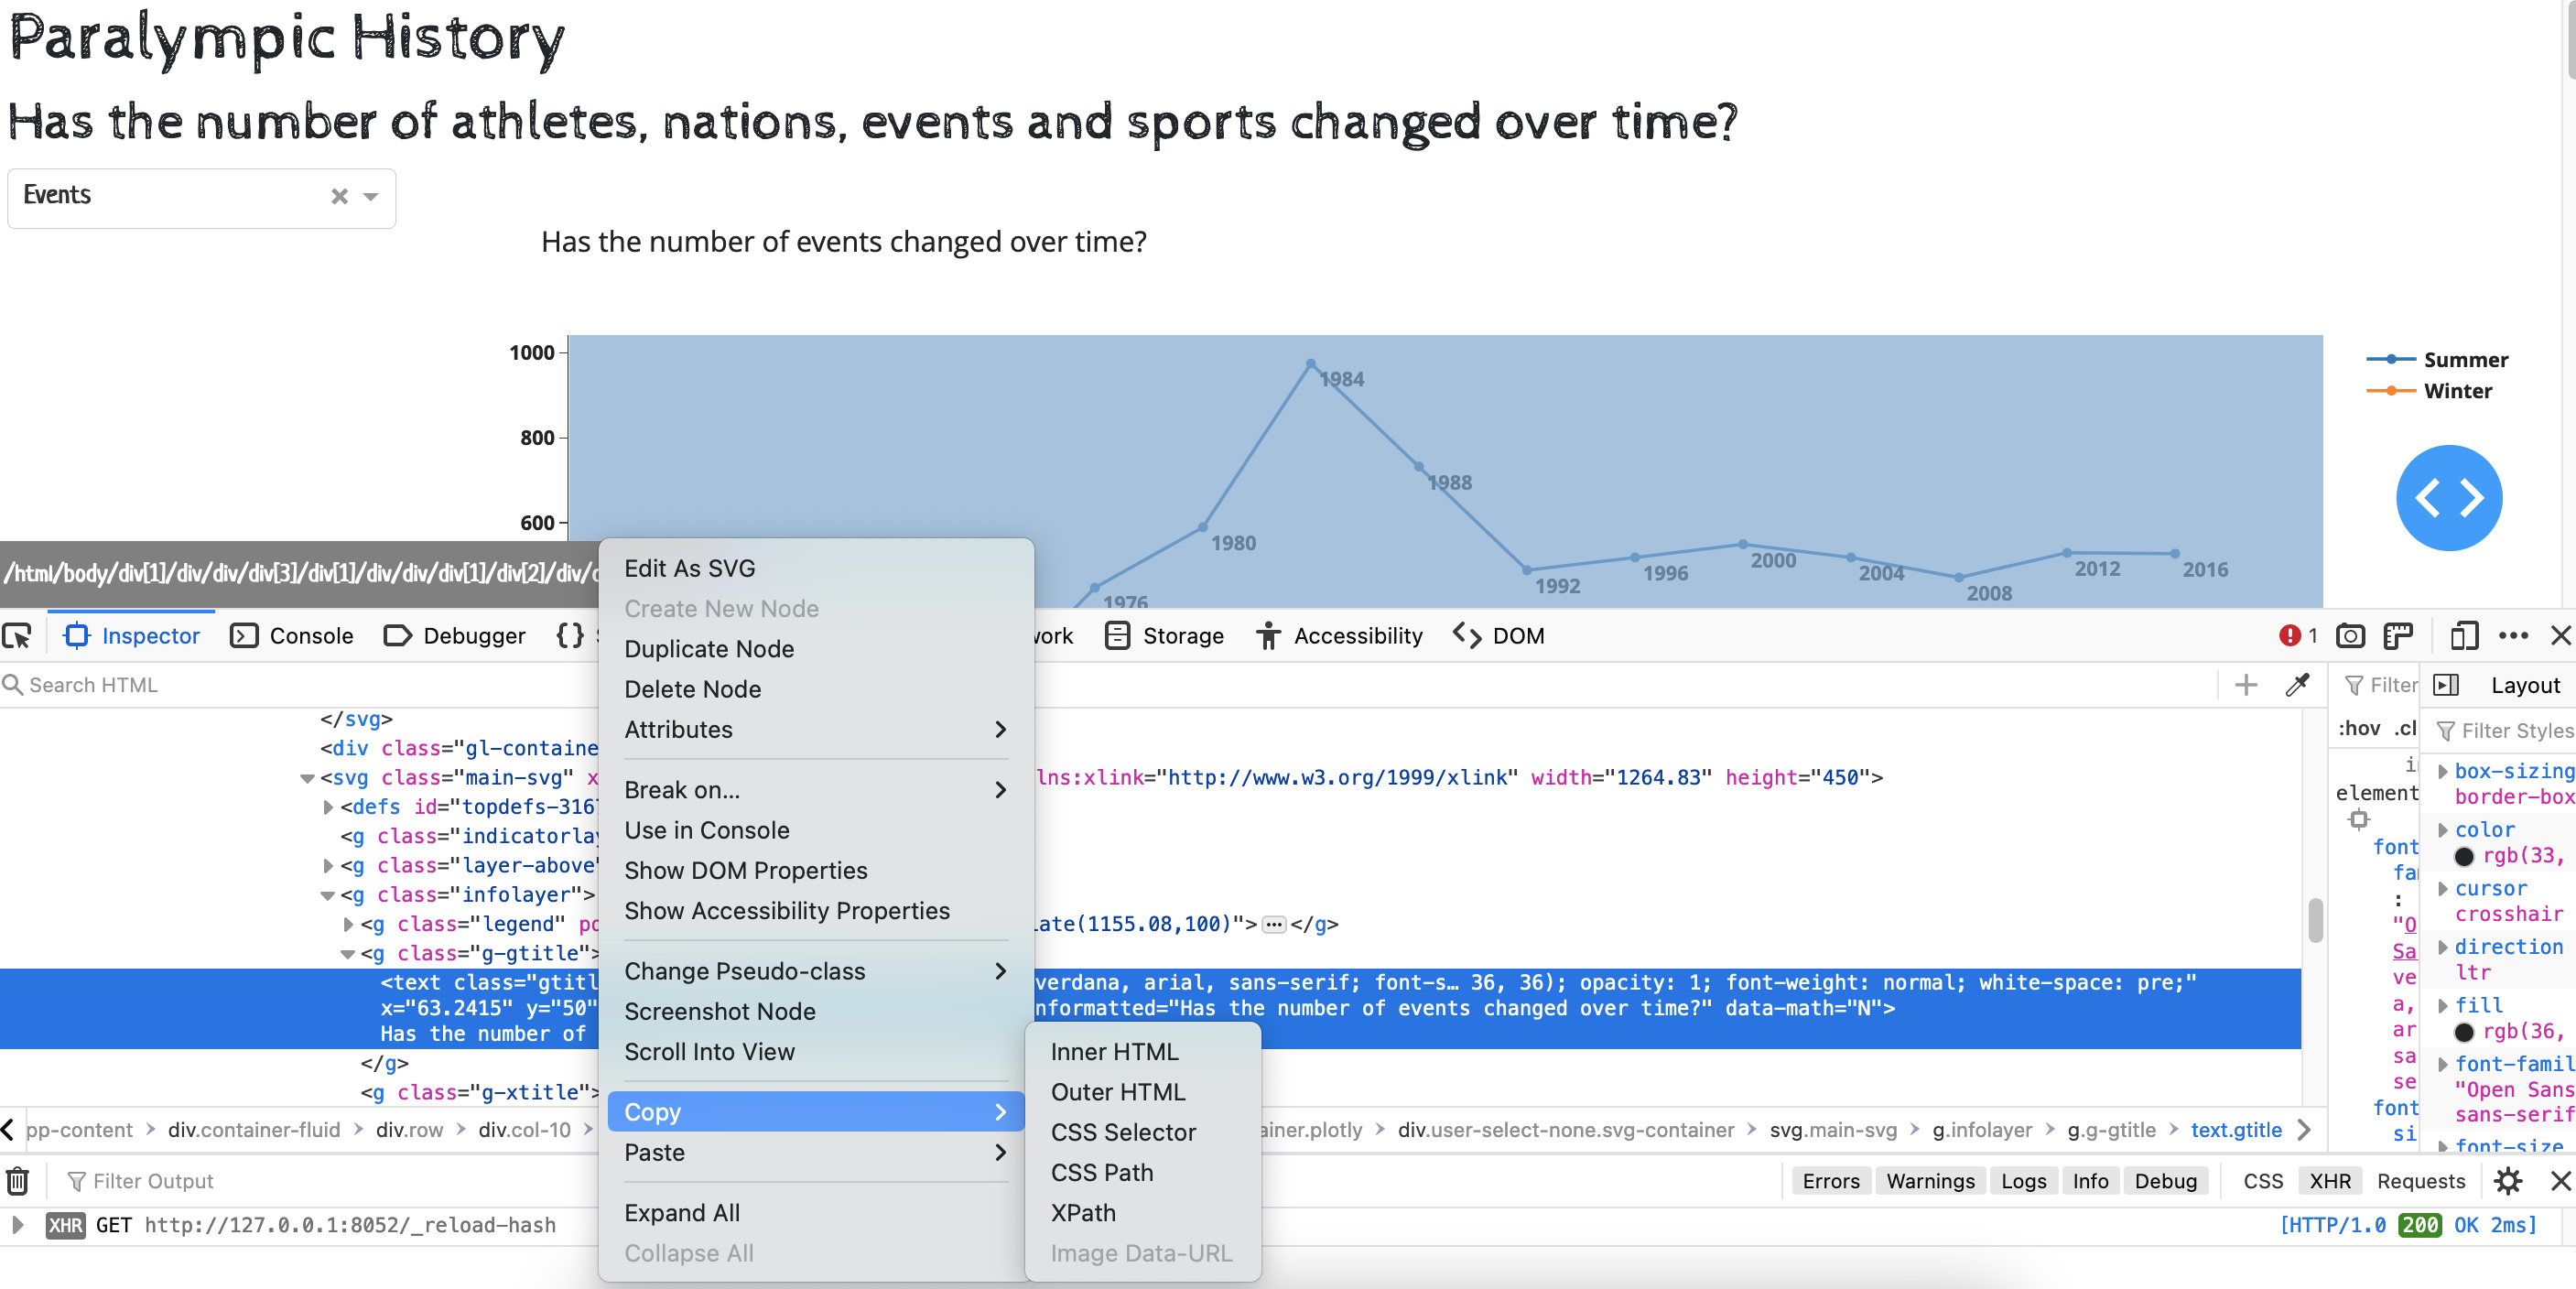 Paralympic History
Has the number of athletes, nations, events and sports changed over time?
Events
Has the number of events changed over time?
1000
800
600
1976
1980
1984
1988
1992
1996
2000
2004
2008
2012
2016
Summer
Winter
/html/body/div[1]/div/div/div[3]/div[1]/div/div/div[1]/div[2]/div/
Inspector
Console
Debugger
Storage
Accessibility
DOM
1
Search HTML
Filter
Layout
:hov .cl
Filter Styles
</svg>
<div class="gl-containe
<svg class="main-svg" x
lns:xlink="http://www.w3.org/1999/xlink" width="1264.83" height="450">
<defs id="topdefs-316
<g class="indicatorlay
<g class="layer-above
<g class="infolayer">
<g class="legend" po
ate(1155.08,100)"> </g>
<g class="g-gtitle">
<text class="gtitl
verdana, arial, sans-serif; font-s… 36, 36); opacity: 1; font-weight: normal; white-space: pre;"
x="63.2415" y="50"
nformatted="Has the number of events changed over time?" data-math="N">
Has the number of
</g>
<g class="g-xtitle">
element
font
fa
:
"O
Sa
ve
a,
ar
sa
se
font
si
box-sizing
border-box
color
rgb(33,
cursor
crosshair
direction
ltr
fill
rgb(36,
font-famil
"Open Sans
sans-serif
font-size
Edit As SVG
Create New Node
Duplicate Node
Delete Node
Attributes
Break on...
Use in Console
Show DOM Properties
Show Accessibility Properties
Change Pseudo-class
Screenshot Node
Scroll Into View
Copy
Paste
Expand All
Collapse All
Inner HTML
Outer HTML
CSS Selector
CSS Path
XPath
Image Data-URL
pp-content
div.container-fluid
div.row
div.col-10
ainer.plotly
div.user-select-none.svg-container
svg.main-svg
g.infolayer
g.g-gtitle
text.gtitle
Filter Output
Errors
Warnings
Logs
Info
Debug
CSS
XHR
Requests
XHR GET http://127.0.0.1:8052/_reload-hash
[HTTP/1.0 200 OK 2ms]